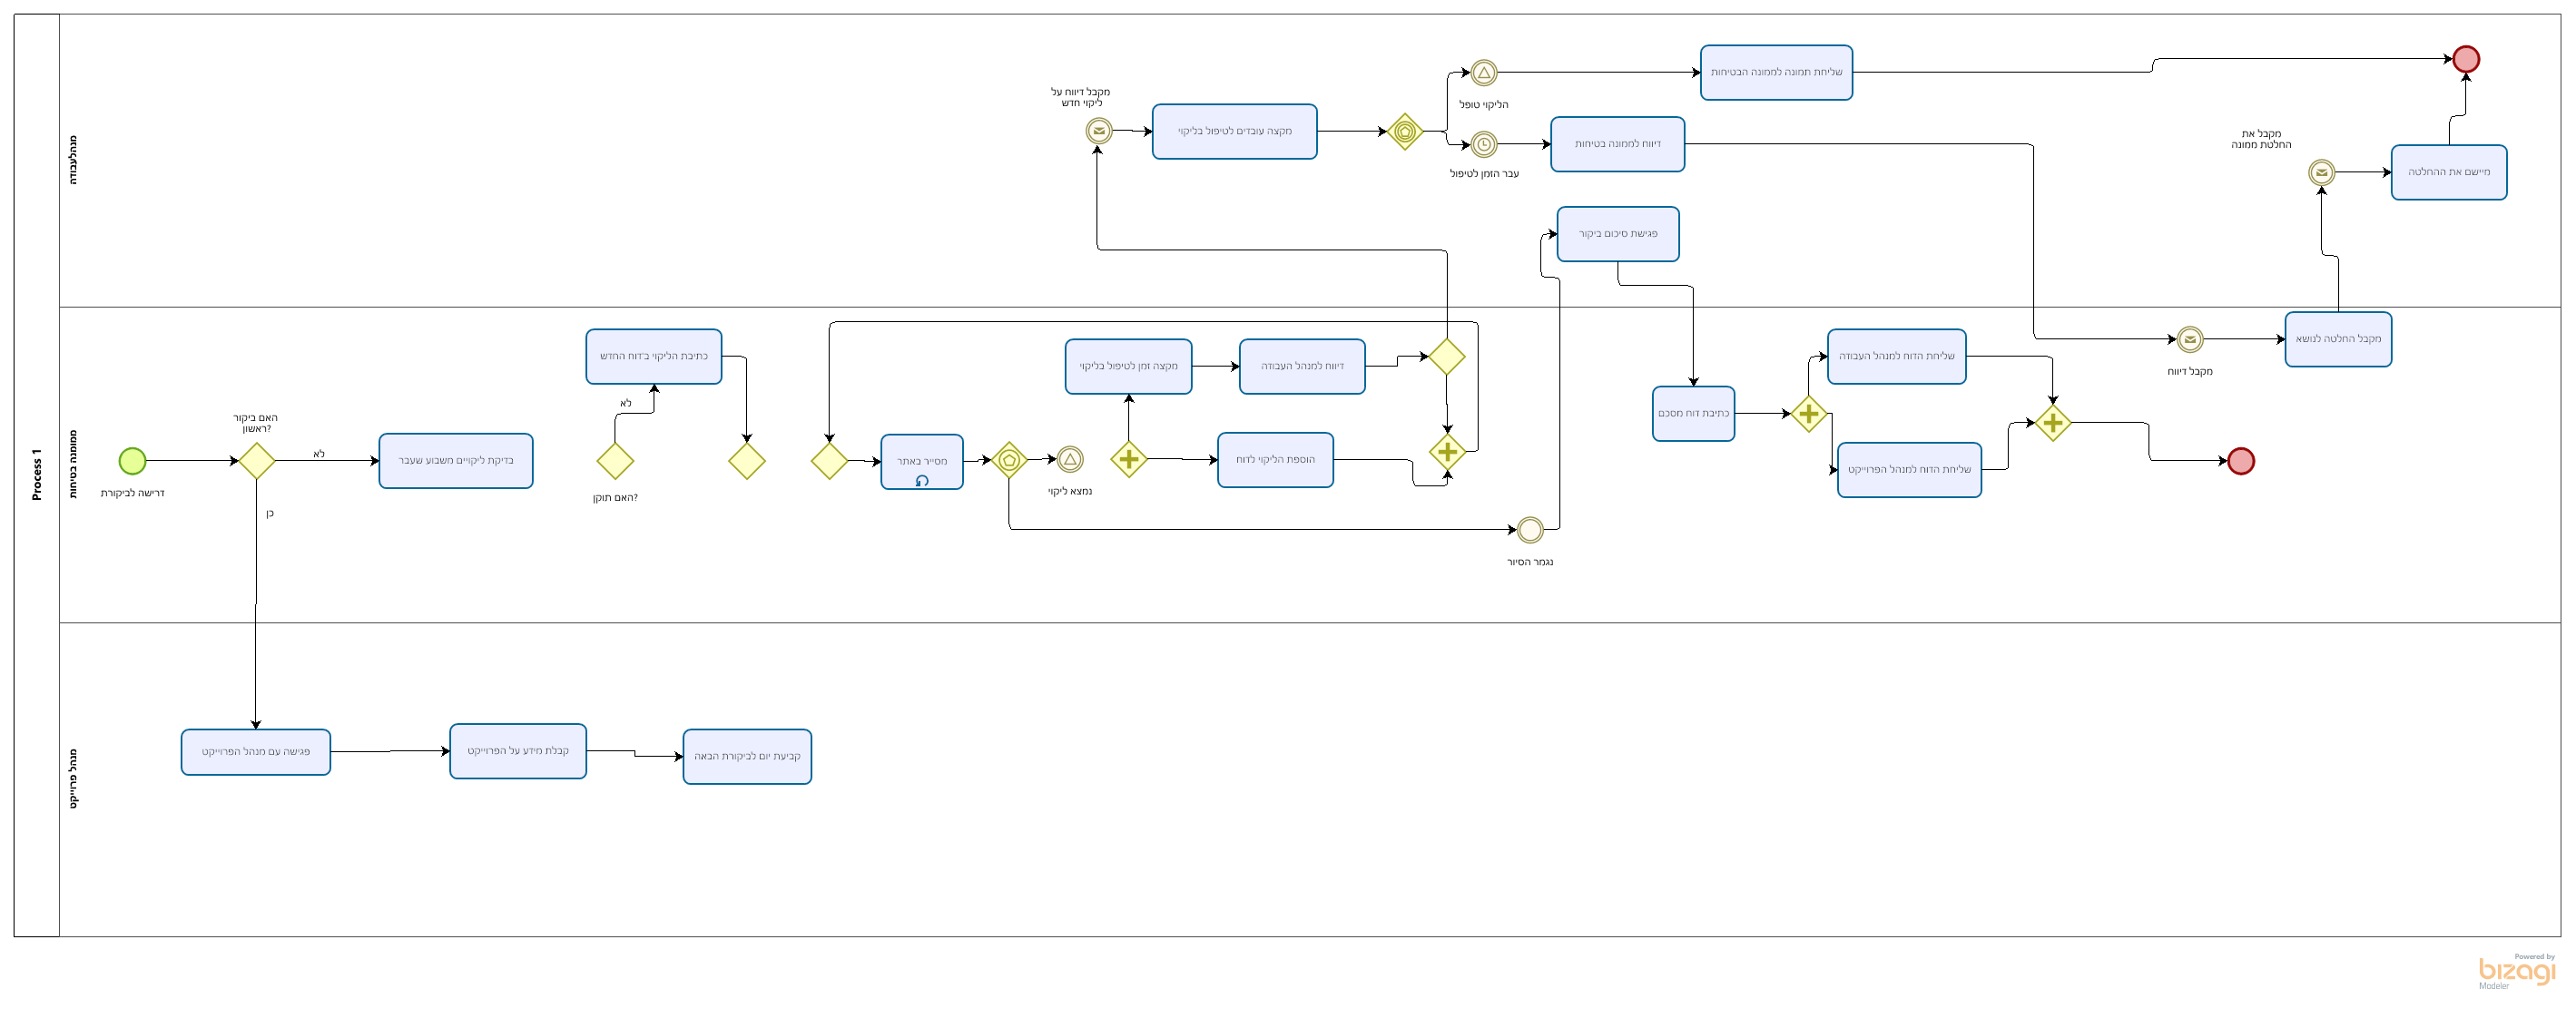 Process 1
מנהלעבודה
מקבל דיווח על
ליקוי חדש
מקצה עובדים לטיפול בליקוי
הליקוי טופל
שליחת תמונה לממונה הבטיחות
עבר הזמן לטיפול
דיווח לממונה בטיחות
פגישת סיכום ביקור
מקבל את
החלטת ממונה
מיישם את ההחלטה
ממומנה בטיחות
דרישה לביקורת
האם ביקור
ראשון?
לא
כן
בדיקת ליקויים משבוע שעבר
כתיבת הליקוי ב'דוח החדש
לא
האם תוקן?
מסייר באתר
נמצא ליקוי
מקצה זמן לטיפול בליקוי
דיווח למנהל העבודה
הוספת הליקוי לדוח
נגמר הסיור
כתיבת דוח מסכם
שליחת הדוח למנהל העבודה
שליחת הדוח למנהל הפרוייקט
מקבל דיווח
מקבל החלטה לנושא
מנהל פרוייקט
פגישה עם מנהל הפרוייקט
קבלת מידע על הפרוייקט
קביעת יום לביקורת הבאה
Powered by
bizagi
Modeler